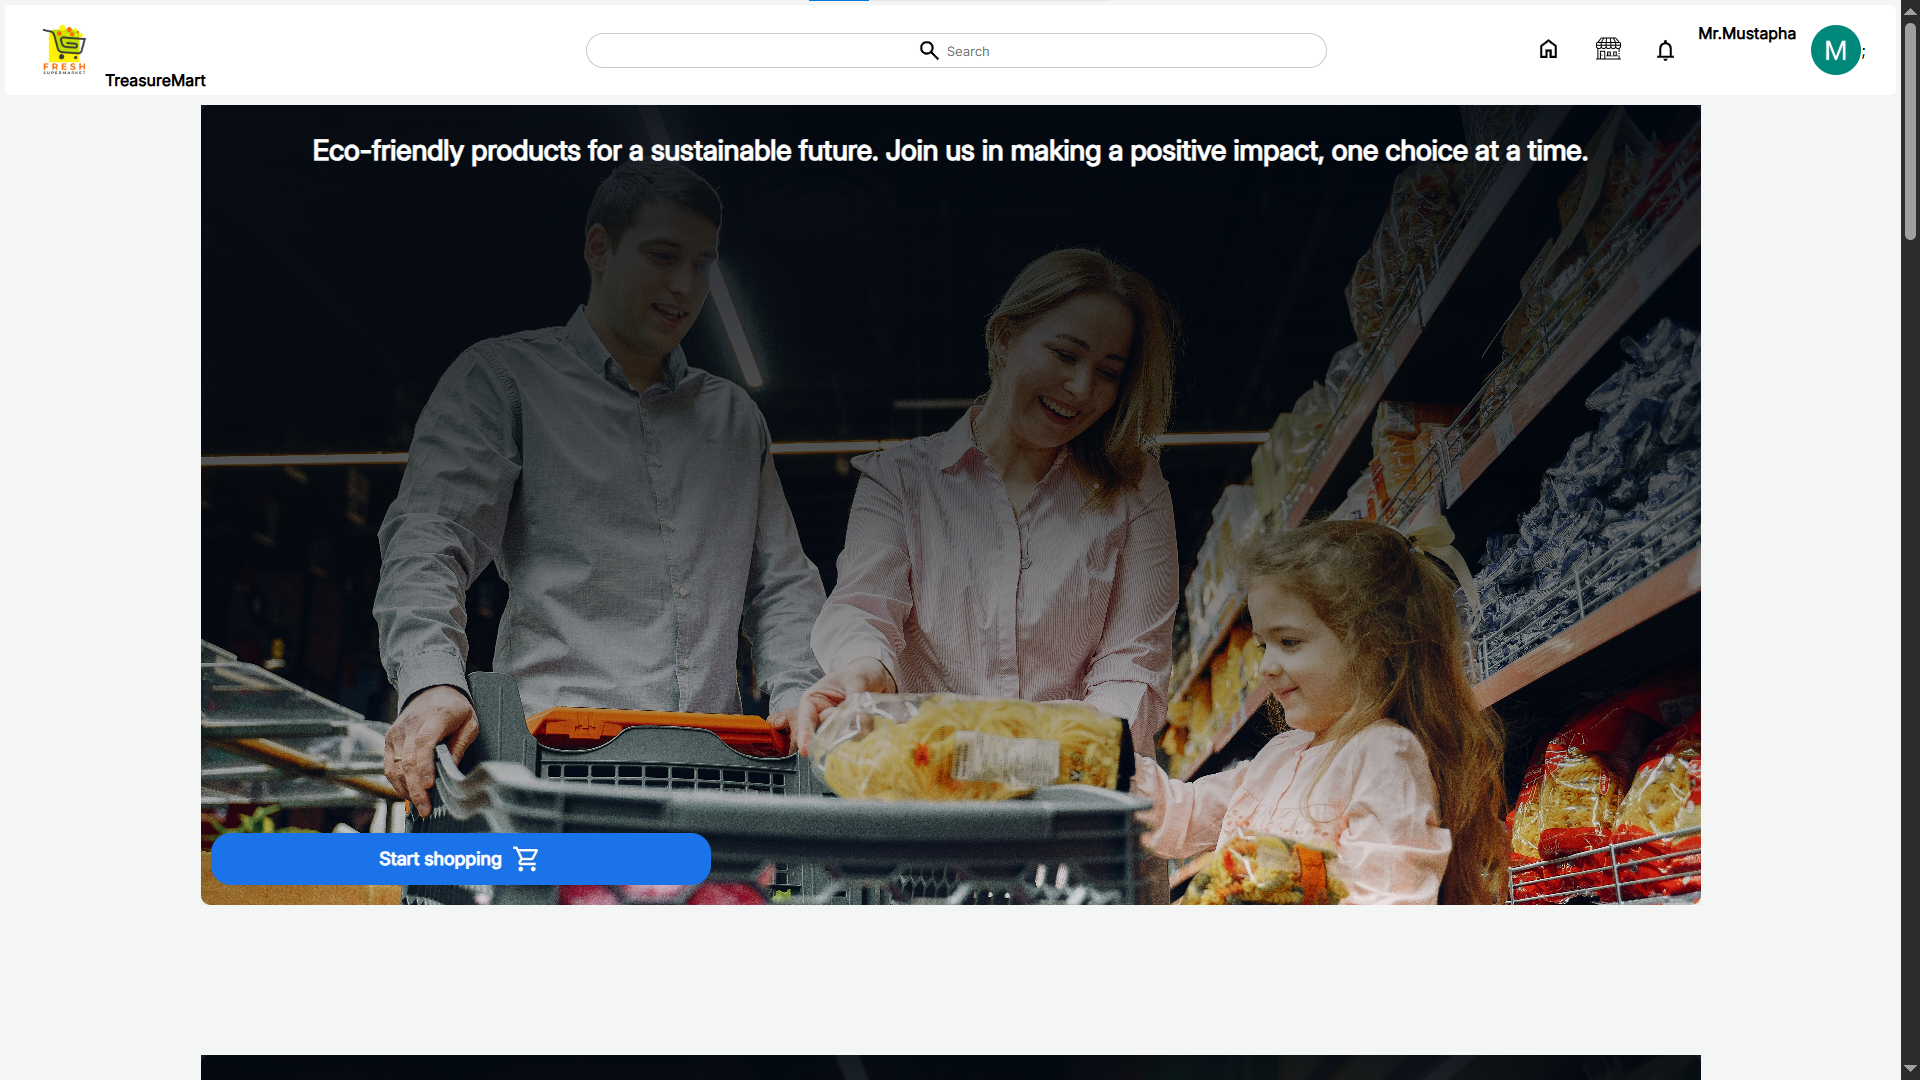 FRESH
SUPERMARKET
TreasureMart
Search
Mr.Mustapha
M
;
Eco-friendly products for a sustainable future. Join us in making a positive impact, one choice at a time.
Start shopping